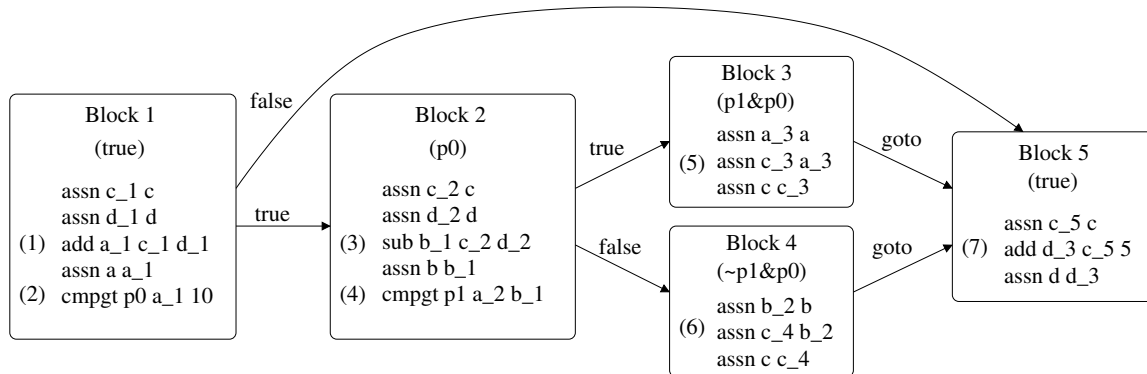 Block 1
(true)
assn c_1 c
assn d_1 d
(1) add a_1 c_1 d_1
assn a a_1
(2) cmpgt p0 a_1 10
false
true
Block 2
(p0)
assn c_2 c
assn d_2 d
(3) sub b_1 c_2 d_2
assn b b_1
(4) cmpgt p1 a_2 b_1
true
false
Block 3
(p1&p0)
assn a_3 a
(5) assn c_3 a_3
assn c c_3
goto
Block 4
(~p1&p0)
assn b_2 b
(6) assn c_4 b_2
assn c c_4
goto
Block 5
(true)
assn c_5 c
(7) add d_3 c_5 5
assn d d_3